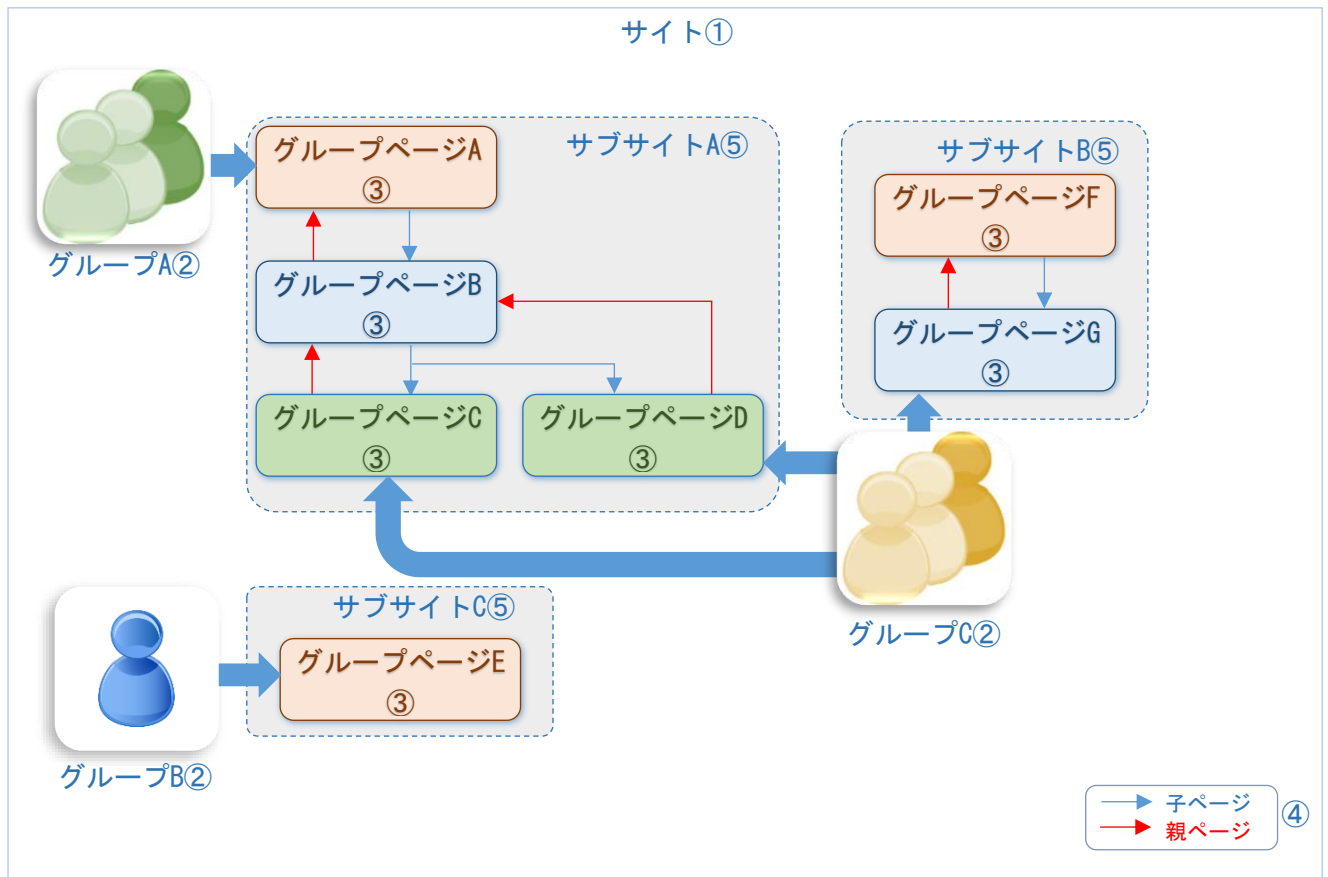 サイト①
グループA②
サブサイトA⑤
グループページA
③
グループページB
③
グループページC
③
グループページD
③
サブサイトB⑤
グループページF
③
グループページG
③
グループC②
サブサイトC⑤
グループページE
③
グループB②
子ページ
親ページ
④